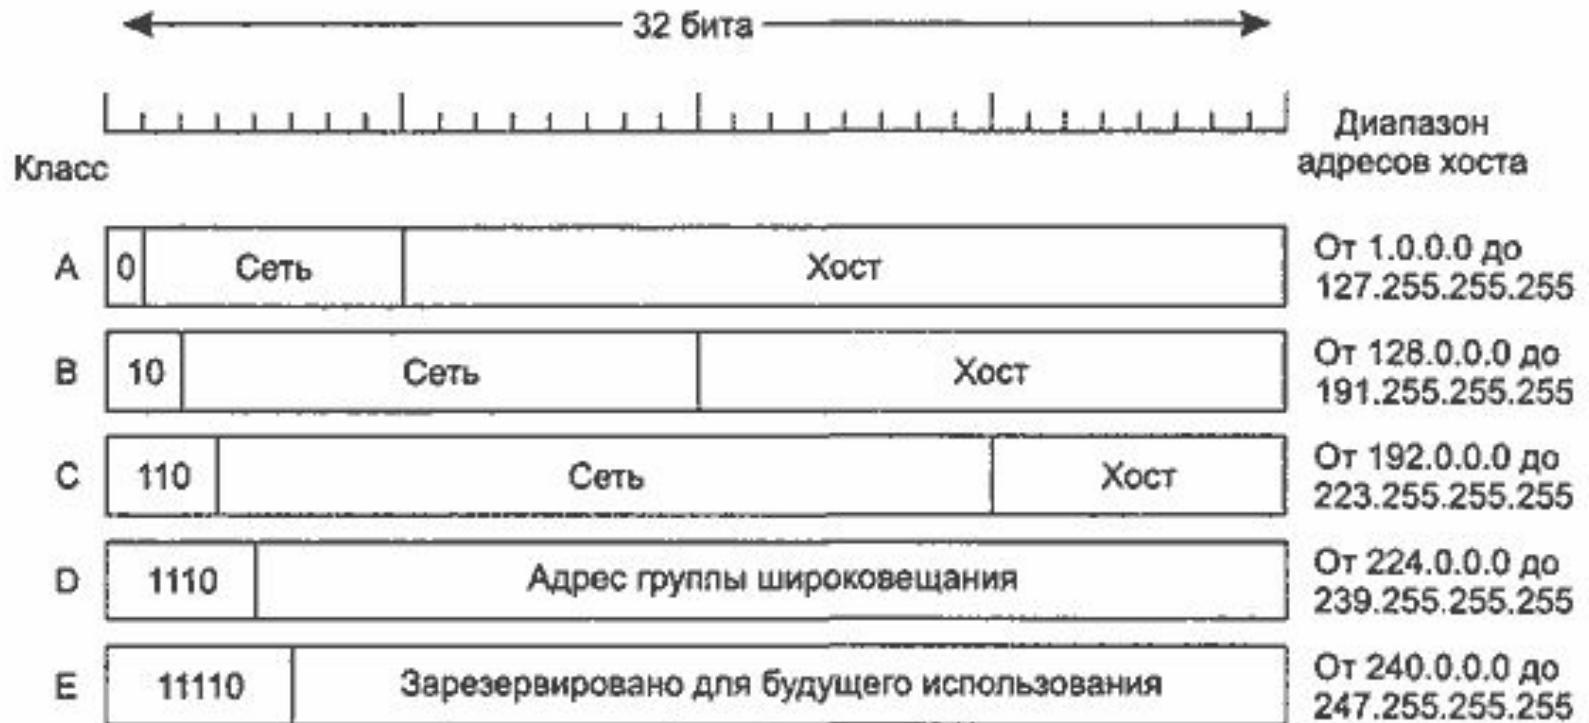 32 бита
Диапазон
адресов хоста
Класс
A 0 Сеть Хост От 1.0.0.0 до
127.255.255.255
B 10 Сеть Хост От 128.0.0.0 до
191.255.255.255
C 110 Сеть Хост От 192.0.0.0 до
223.255.255.255
D 1110 Адрес группы широковещания От 224.0.0.0 до
239.255.255.255
E 11110 Зарезервировано для будущего использования От 240.0.0.0 до
247.255.255.255